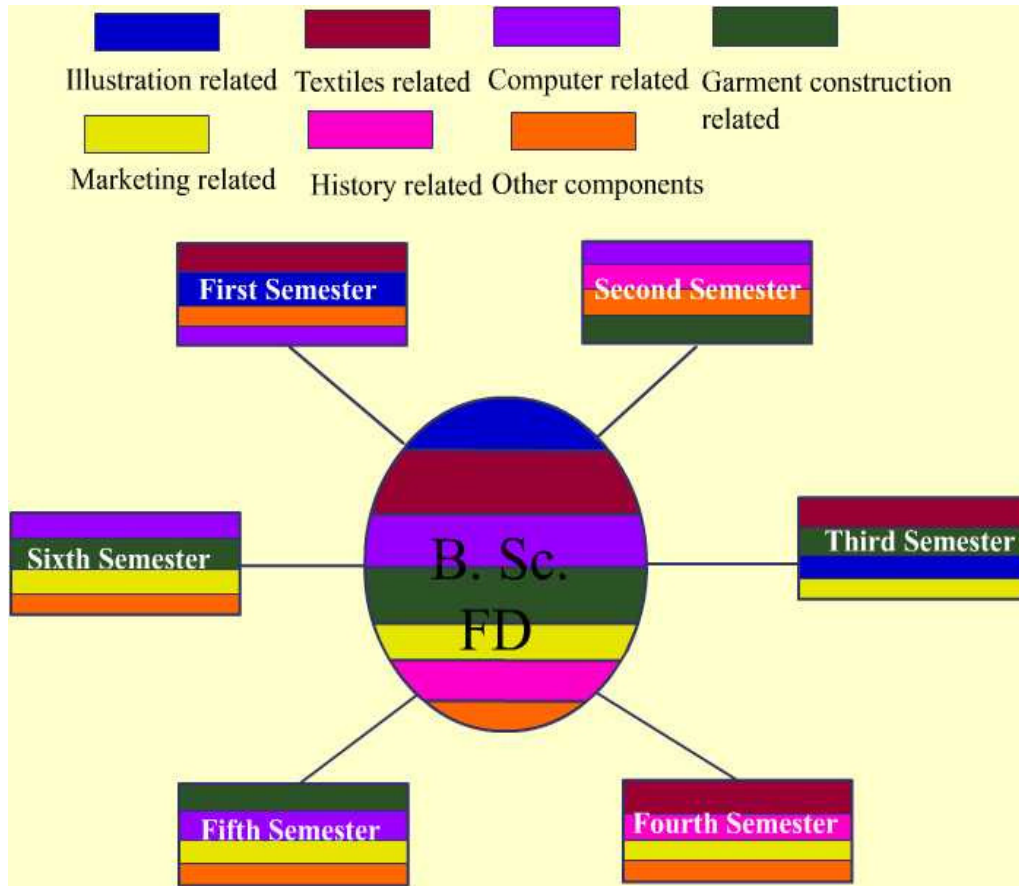 Illustration related
Textiles related
Computer related
Garment construction
related
Marketing related
History related
Other components
First Semester
Second Semester
Sixth Semester
B. Sc.
FD
Third Semester
Fifth Semester
Fourth Semester